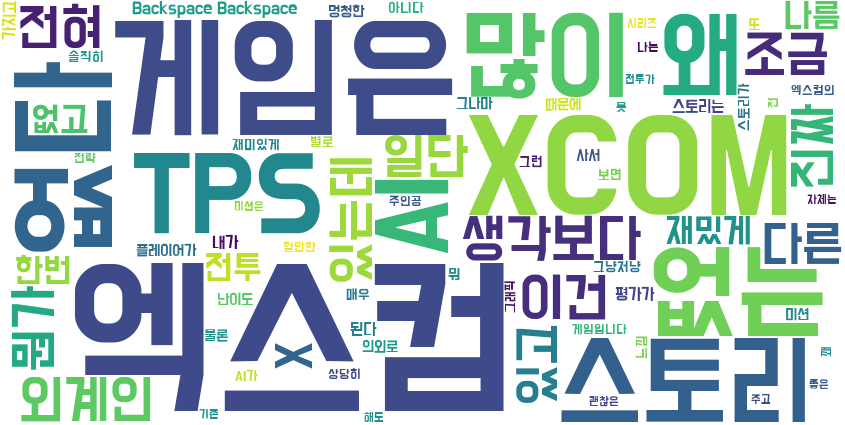 가지고
전혀
Backspace Backspace
멍청한
아니다
많이
왜
시리즈
또
나름
솔직히
게임은
나는
조금
그냥
없고
전략
재미있게
별로
그나마
때문에
못
스토리는
전투가
스토리가
엑스컴의
진짜
TPS
일단
XCOM
그런
사서
보면
없
있는데
AI
주인공
미션은
자체는
플레이어가
내가
할만한
생각보다
재밌게
다른
한번
전투
난이도
매우
뭐
그냥저냥
없는
뭔가
엑스컴
그래픽
이건
평가가
미션
물론
X
된다
의외로
있고
게임입니다
느낌
스토리
외계인
AI가
상당히
괜찮은
주고
좋은
기존
해도